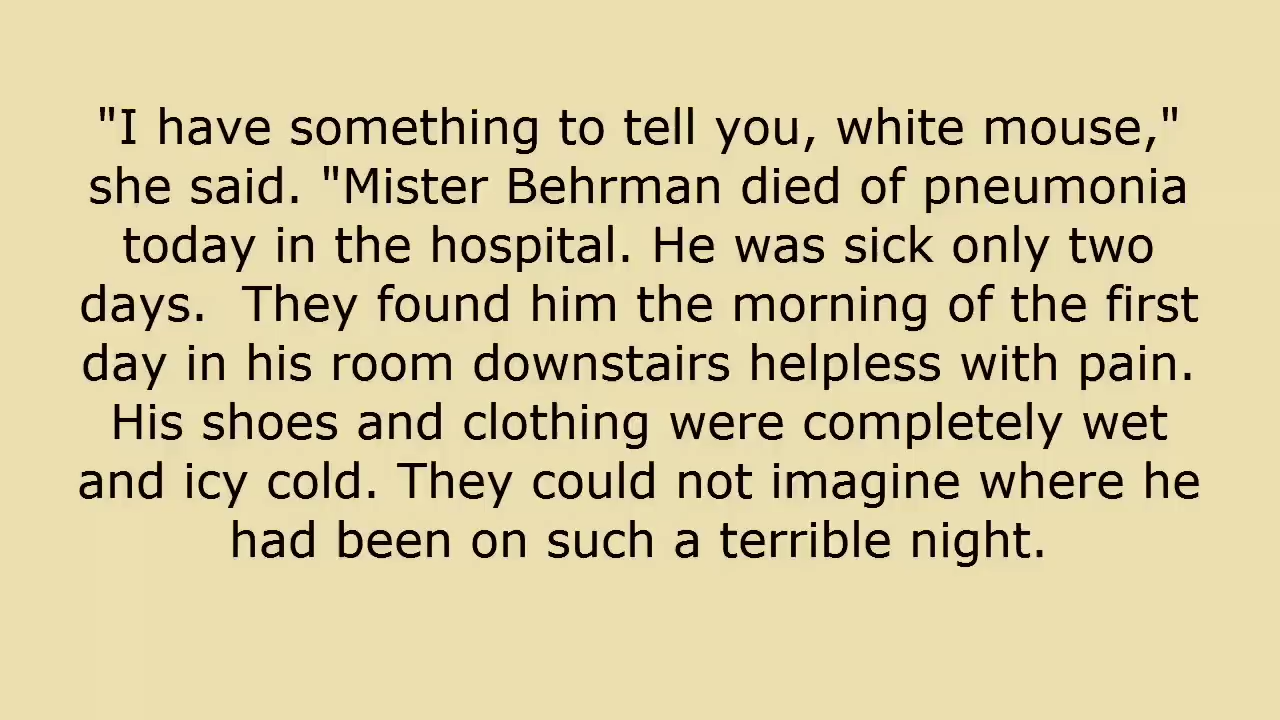 "I have something to tell you, white mouse,"
she said. "Mister Behrman died of pneumonia
today in the hospital. He was sick only two
days.  They found him the morning of the first
day in his room downstairs helpless with pain.
His shoes and clothing were completely wet
and icy cold. They could not imagine where he
had been on such a terrible night.